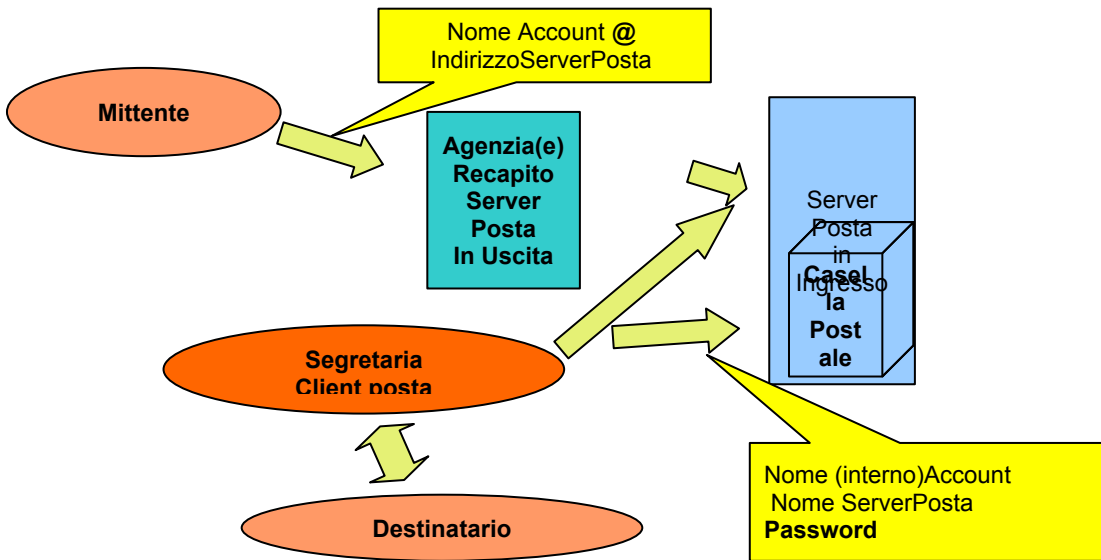 Nome Account @
IndirizzoServerPosta
Mittente
Agenzia(e)
Recapito
Server
Posta
In Uscita
Server
Posta
in
Ingresso
Casel
la
Post
ale
Segretaria
Client posta
Nome (interno)Account
Nome ServerPosta
Password
Destinatario